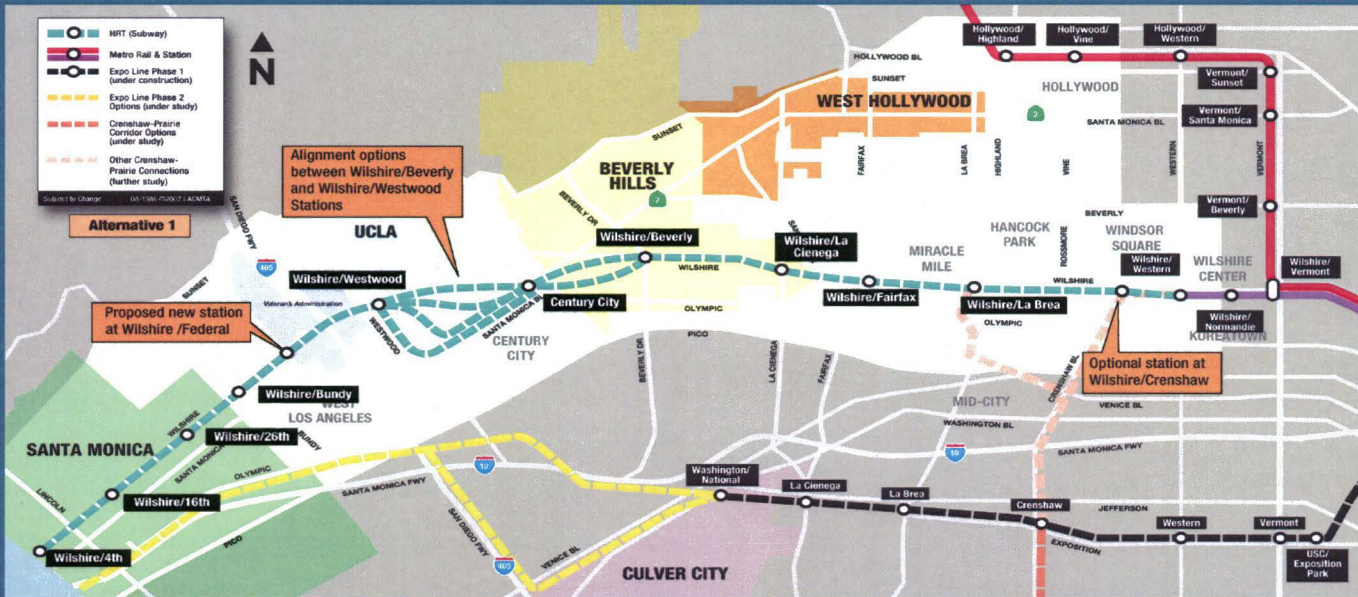 HRT (Subway)
Metro Rail & Station
Expo Line Phase 1
(under construction)
Expo Line Phase 2
Options (under study)
Crenshaw-Prairie
Corridor Options
(under study)
Other Crenshaw-
Prairie Connections
(further study)
Subject to Change
Alternative 1
N
Hollywood/
Highland
Hollywood/
Vine
Hollywood/
Western
HOLLYWOOD BL
SUNSET
WEST HOLLYWOOD
HOLLYWOOD
Vermont/
Sunset
2
SANTA MONICA BL
Vermont/
Santa Monica
SUNSET
FAIRFAX
LA BREA
HIGHLAND
VINE
WESTERN
VERMONT
Alignment options
between Wilshire/Beverly
and Wilshire/Westwood
Stations
BEVERLY
HILLS
2
BEVERLY DR
SAN DIEGO FWY
UCLA
Vermont/
Beverly
BEVERLY
HANCOCK
PARK
ROSSMORE
WINDSOR
SQUARE
MIRACLE
MILE
WILSHIRE
CENTER
Wilshire/
Vermont
405
SUNSET
Veteran's Administration
Wilshire/Westwood
Wilshire/Beverly
WILSHIRE
Wilshire/La
Cienega
Wilshire/Fairfax
Wilshire/La Brea
WILSHIRE
Wilshire/
Western
Wilshire/
Normandie
KOREATOWN
Proposed new station
at Wilshire /Federal
WESTWOOD
SANTA MONICA BL
Century City
CENTURY
CITY
OLYMPIC
PICO
OLYMPIC
CRENSHAW BL
Optional station at
Wilshire/Crenshaw
BEVERLY DR
LA CIENEGA
FAIRFAX
MID-CITY
VENICE BL
WASHINGTON BL
SANTA MONICA FWY
10
Wilshire/Bundy
WEST
LOS ANGELES
BUNDY
WILSHIRE
Wilshire/26th
SANTA MONICA
SANTA MONICA
OLYMPIC
Wilshire/16th
LINCOLN
PICO
Wilshire/4th
10
SANTA MONICA FWY
SAN DIEGO FWY
405
VENICE BL
CULVER CITY
Washington/
National
La Cienega
La Brea
Crenshaw
JEFFERSON
EXPOSITION
Western
Vermont
USC/
Exposition
Park